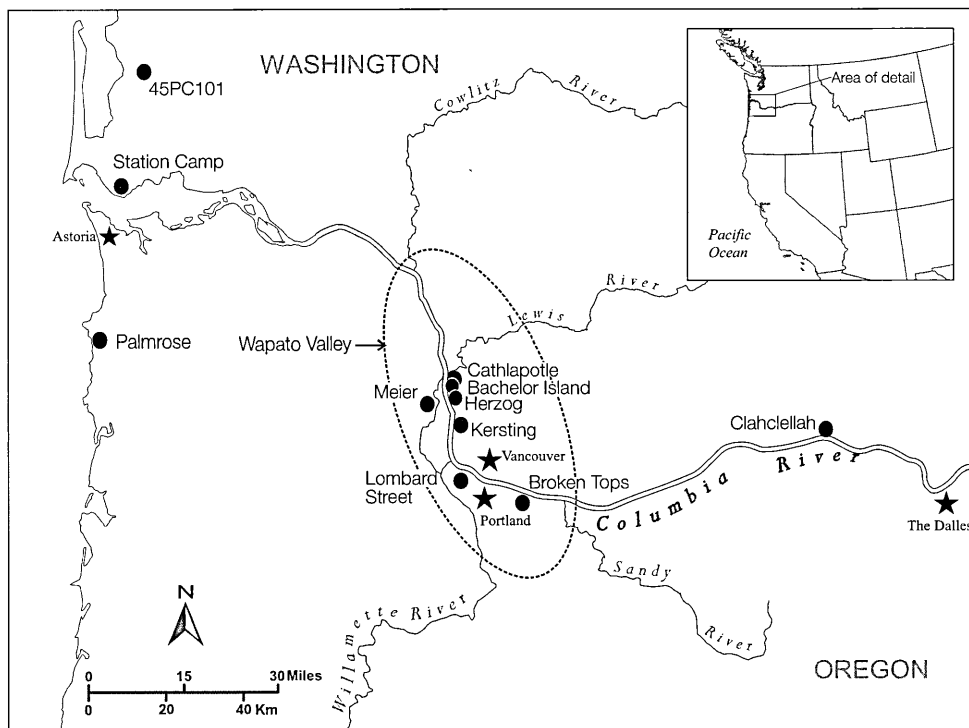 WASHINGTON
45PC101
Cowlitz
River
Area of detail
Pacific
Ocean
Station Camp
Astoria
Palmrose
Wapato Valley
Lewis
River
Cathlapotle
Bachelor Island
Herzog
Meier
Kersting
Vancouver
Lombard
Street
Portland
Broken Tops
Clahclellah
Columbia
River
The Dalles
Sandy
River
Willamette River
OREGON
N
0 15 30 Miles
0 20 40 Km